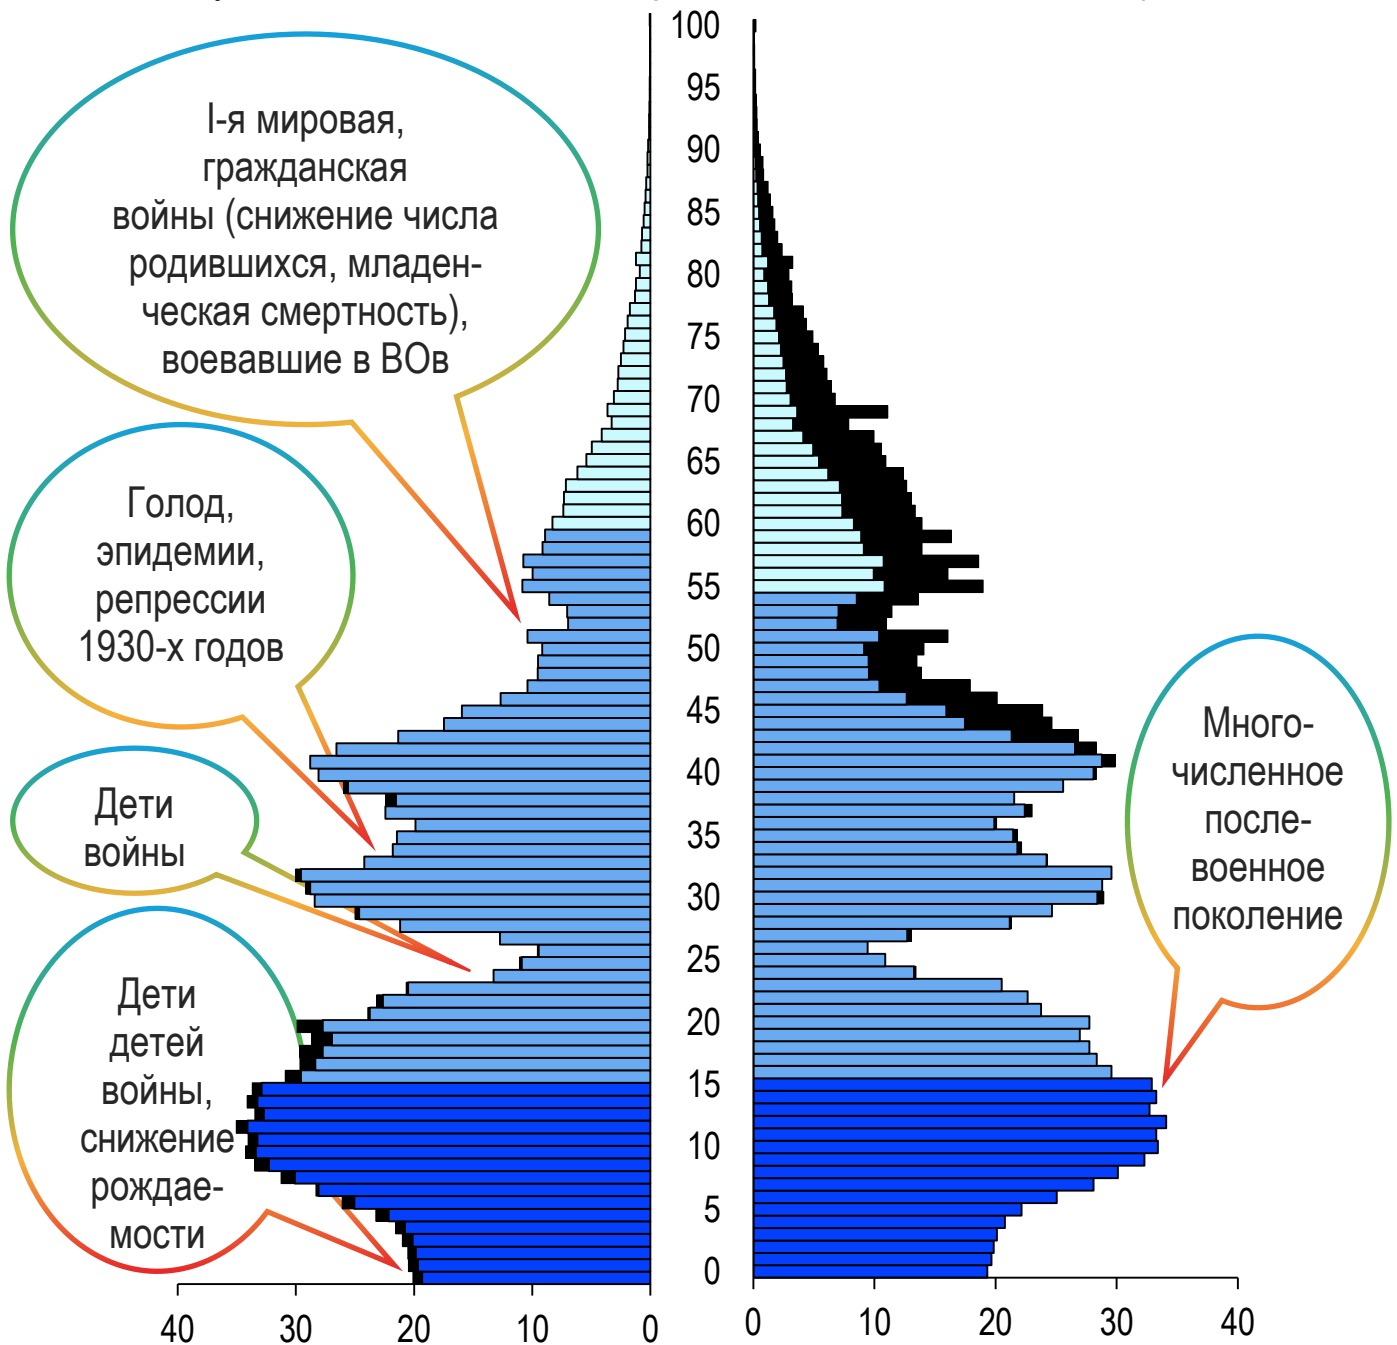 I-я мировая,
гражданская
войны (снижение числа
родившихся, младен-
ческая смертность),
воевавшие в ВОв
Голод,
эпидемии,
репрессии
1930-х годов
Дети
войны
Дети
детей
войны,
снижение
рождае-
мости
Много-
численное
после-
военное
поколение
100
95
90
85
80
75
70
65
60
55
50
45
40
35
30
25
20
15
10
5
0
40 30 20 10 0
0 10 20 30 40